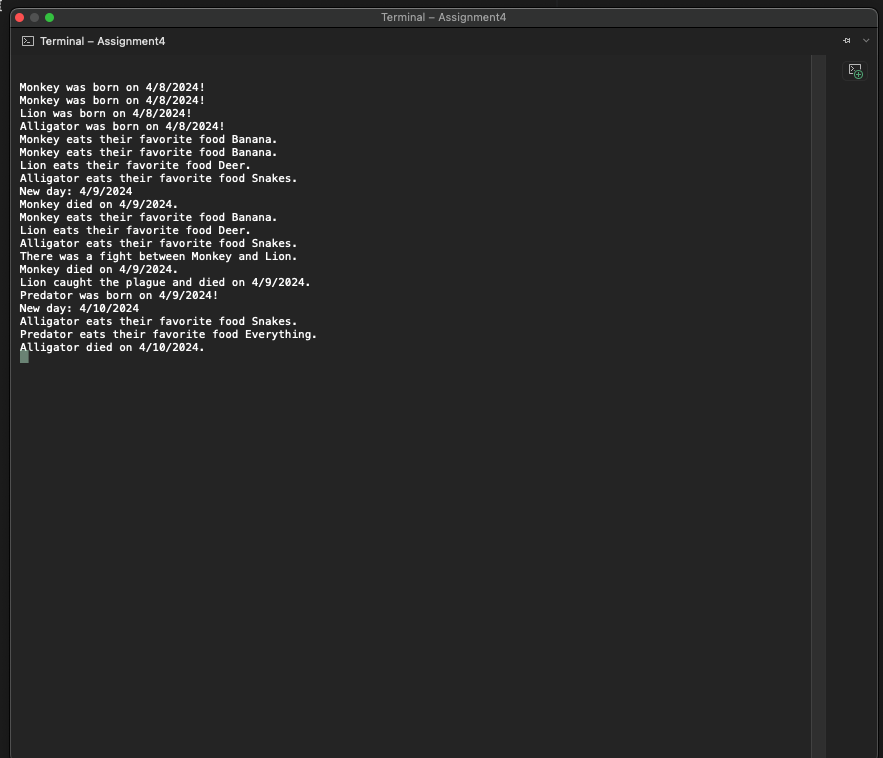 Terminal – Assignment4
Terminal – Assignment4
Monkey was born on 4/8/2024!
Monkey was born on 4/8/2024!
Lion was born on 4/8/2024!
Alligator was born on 4/8/2024!
Monkey eats their favorite food Banana.
Monkey eats their favorite food Banana.
Lion eats their favorite food Deer.
Alligator eats their favorite food Snakes.
New day: 4/9/2024
Monkey died on 4/9/2024.
Monkey eats their favorite food Banana.
Lion eats their favorite food Deer.
Alligator eats their favorite food Snakes.
There was a fight between Monkey and Lion.
Monkey died on 4/9/2024.
Lion caught the plague and died on 4/9/2024.
Predator was born on 4/9/2024!
New day: 4/10/2024
Alligator eats their favorite food Snakes.
Predator eats their favorite food Everything.
Alligator died on 4/10/2024.